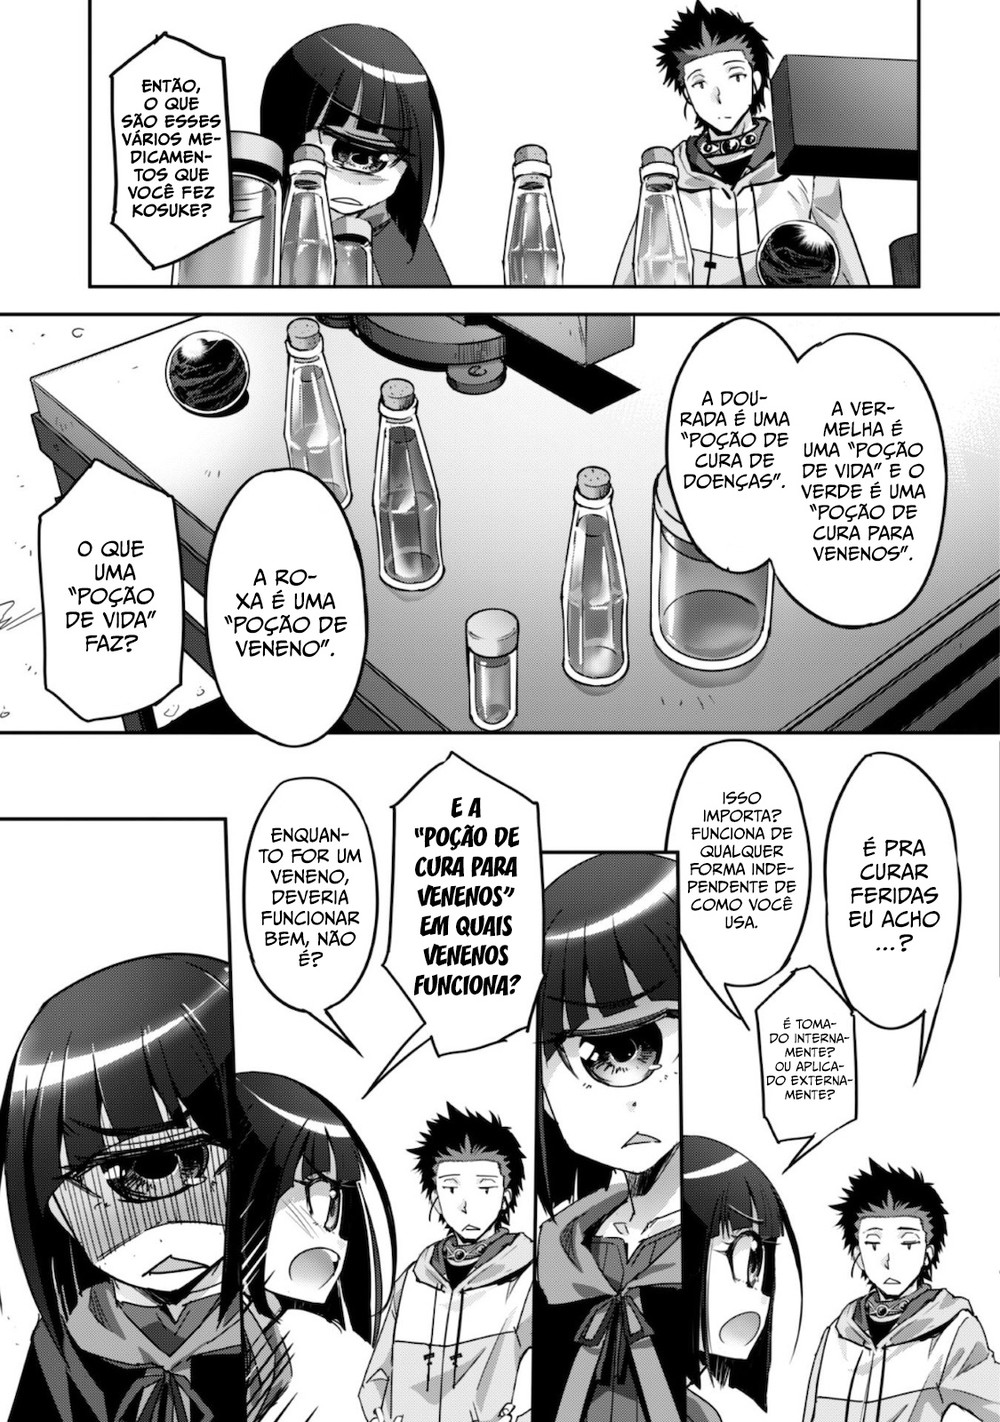 ENTÃO,
O QUE
SÃO ESSES
VÁRIOS ME-
DICAMEN-
TOS QUE
VOCÊ FEZ
KOSUKE?
A VER-
MELHA É
UMA "POÇÃO
DE VIDA" E O
VERDE É UMA
"POÇÃO DE
CURA PARA
VENENOS".
A DOU-
RADA É UMA
"POÇÃO DE
CURA DE
DOENÇAS".
A RO-
XA É UMA
"POÇÃO DE
VENENO".
O QUE
UMA
"POÇÃO
DE VIDA"
FAZ?
É PRA
CURAR
FERIDAS
EU ACHO
...?
É TOMA-
DO INTERNA-
MENTE?
OU APLICA-
DO EXTERNA-
MENTE?
ISSO
IMPORTA?
FUNCIONA DE
QUALQUER
FORMA INDE-
PENDENTE DE
COMO VOCÊ
USA.
E A
"POÇÃO DE
CURA PARA
VENENOS"
EM QUAIS
VENENOS
FUNCIONA?
ENQUAN-
TO FOR UM
VENENO,
DEVERIA
FUNCIONAR
BEM, NÃO
É?